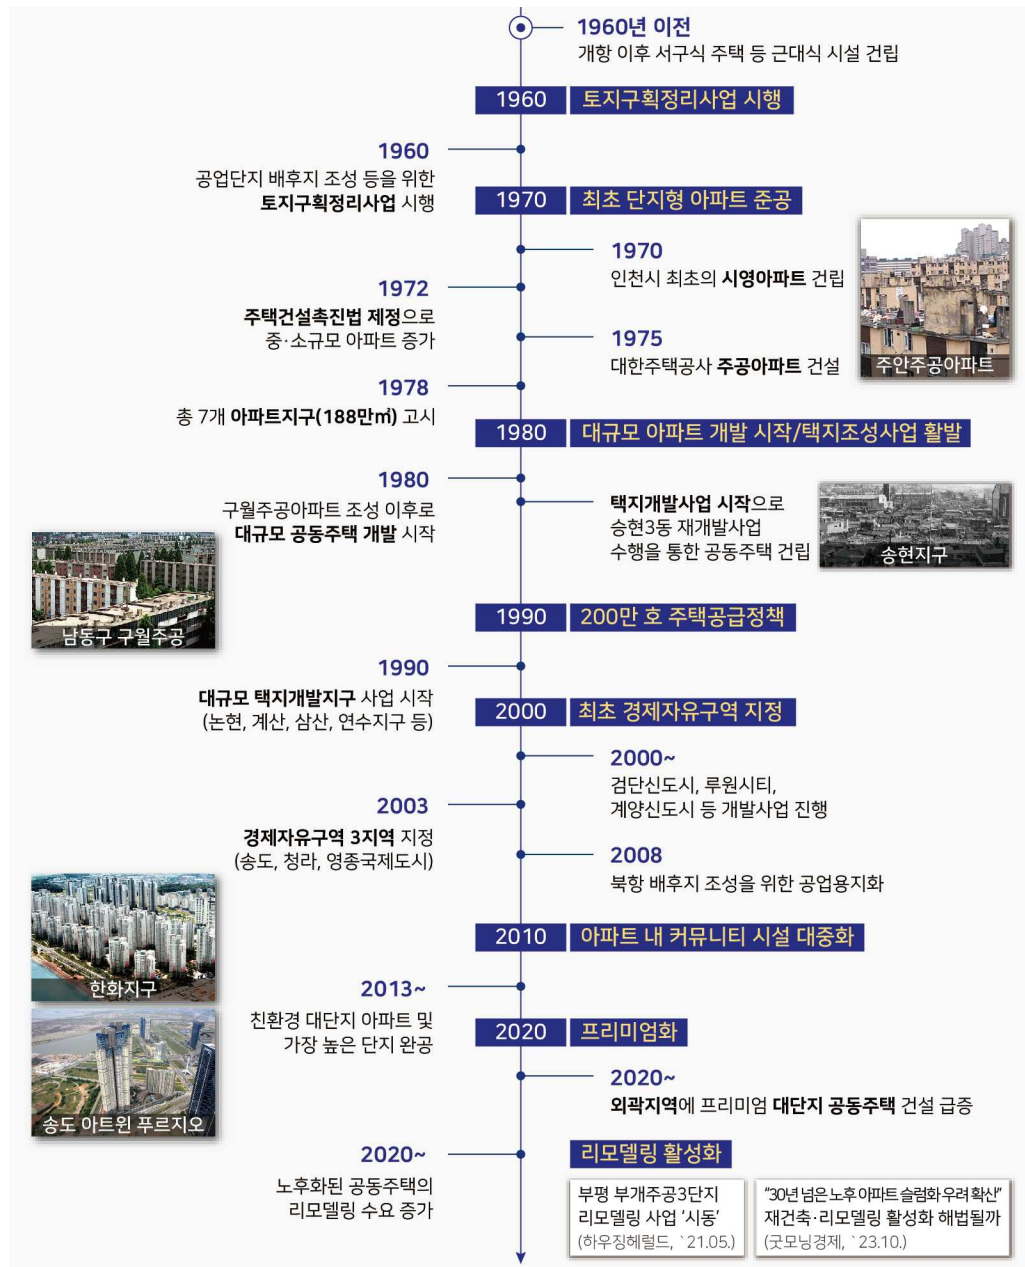 1960년 이전
개항 이후 서구식 주택 등 근대식 시설 건립
1960 토지구획정리사업 시행
1960
공업단지 배후지 조성 등을 위한
토지구획정리사업 시행
1970 최초 단지형 아파트 준공
1970
인천시 최초의 시영아파트 건립
주안주공아파트
1972
주택건설촉진법 제정으로
중·소규모 아파트 증가
1975
대한주택공사 주공아파트 건설
1978
총 7개 아파트지구(188만㎡) 고시
1980 대규모 아파트 개발 시작/택지조성사업 활발
1980
구월주공아파트 조성 이후로
대규모 공동주택 개발 시작
남동구 구월주공
택지개발사업 시작으로
승현3동 재개발사업
수행을 통한 공동주택 건립
송현지구
1990 200만 호 주택공급정책
1990
대규모 택지개발지구 사업 시작
(논현, 계산, 삼산, 연수지구 등)
2000 최초 경제자유구역 지정
2000~
검단신도시, 루원시티,
계양신도시 등 개발사업 진행
2003
경제자유구역 3지역 지정
(송도, 청라, 영종국제도시)
2008
북항 배후지 조성을 위한 공업용지화
한화지구
2010 아파트 내 커뮤니티 시설 대중화
2013~
친환경 대단지 아파트 및
가장 높은 단지 완공
송도 아트윈 푸르지오
2020 프리미엄화
2020~
외곽지역에 프리미엄 대단지 공동주택 건설 급증
리모델링 활성화
2020~
노후화된 공동주택의
리모델링 수요 증가
부평 부개주공3단지
리모델링 사업 ‘시동’
(하우징헤럴드, `21.05.)
“30년 넘은 노후 아파트 슬럼화 우려 확산”
재건축·리모델링 활성화 해법될까
(굿모닝경제, `23.10.)